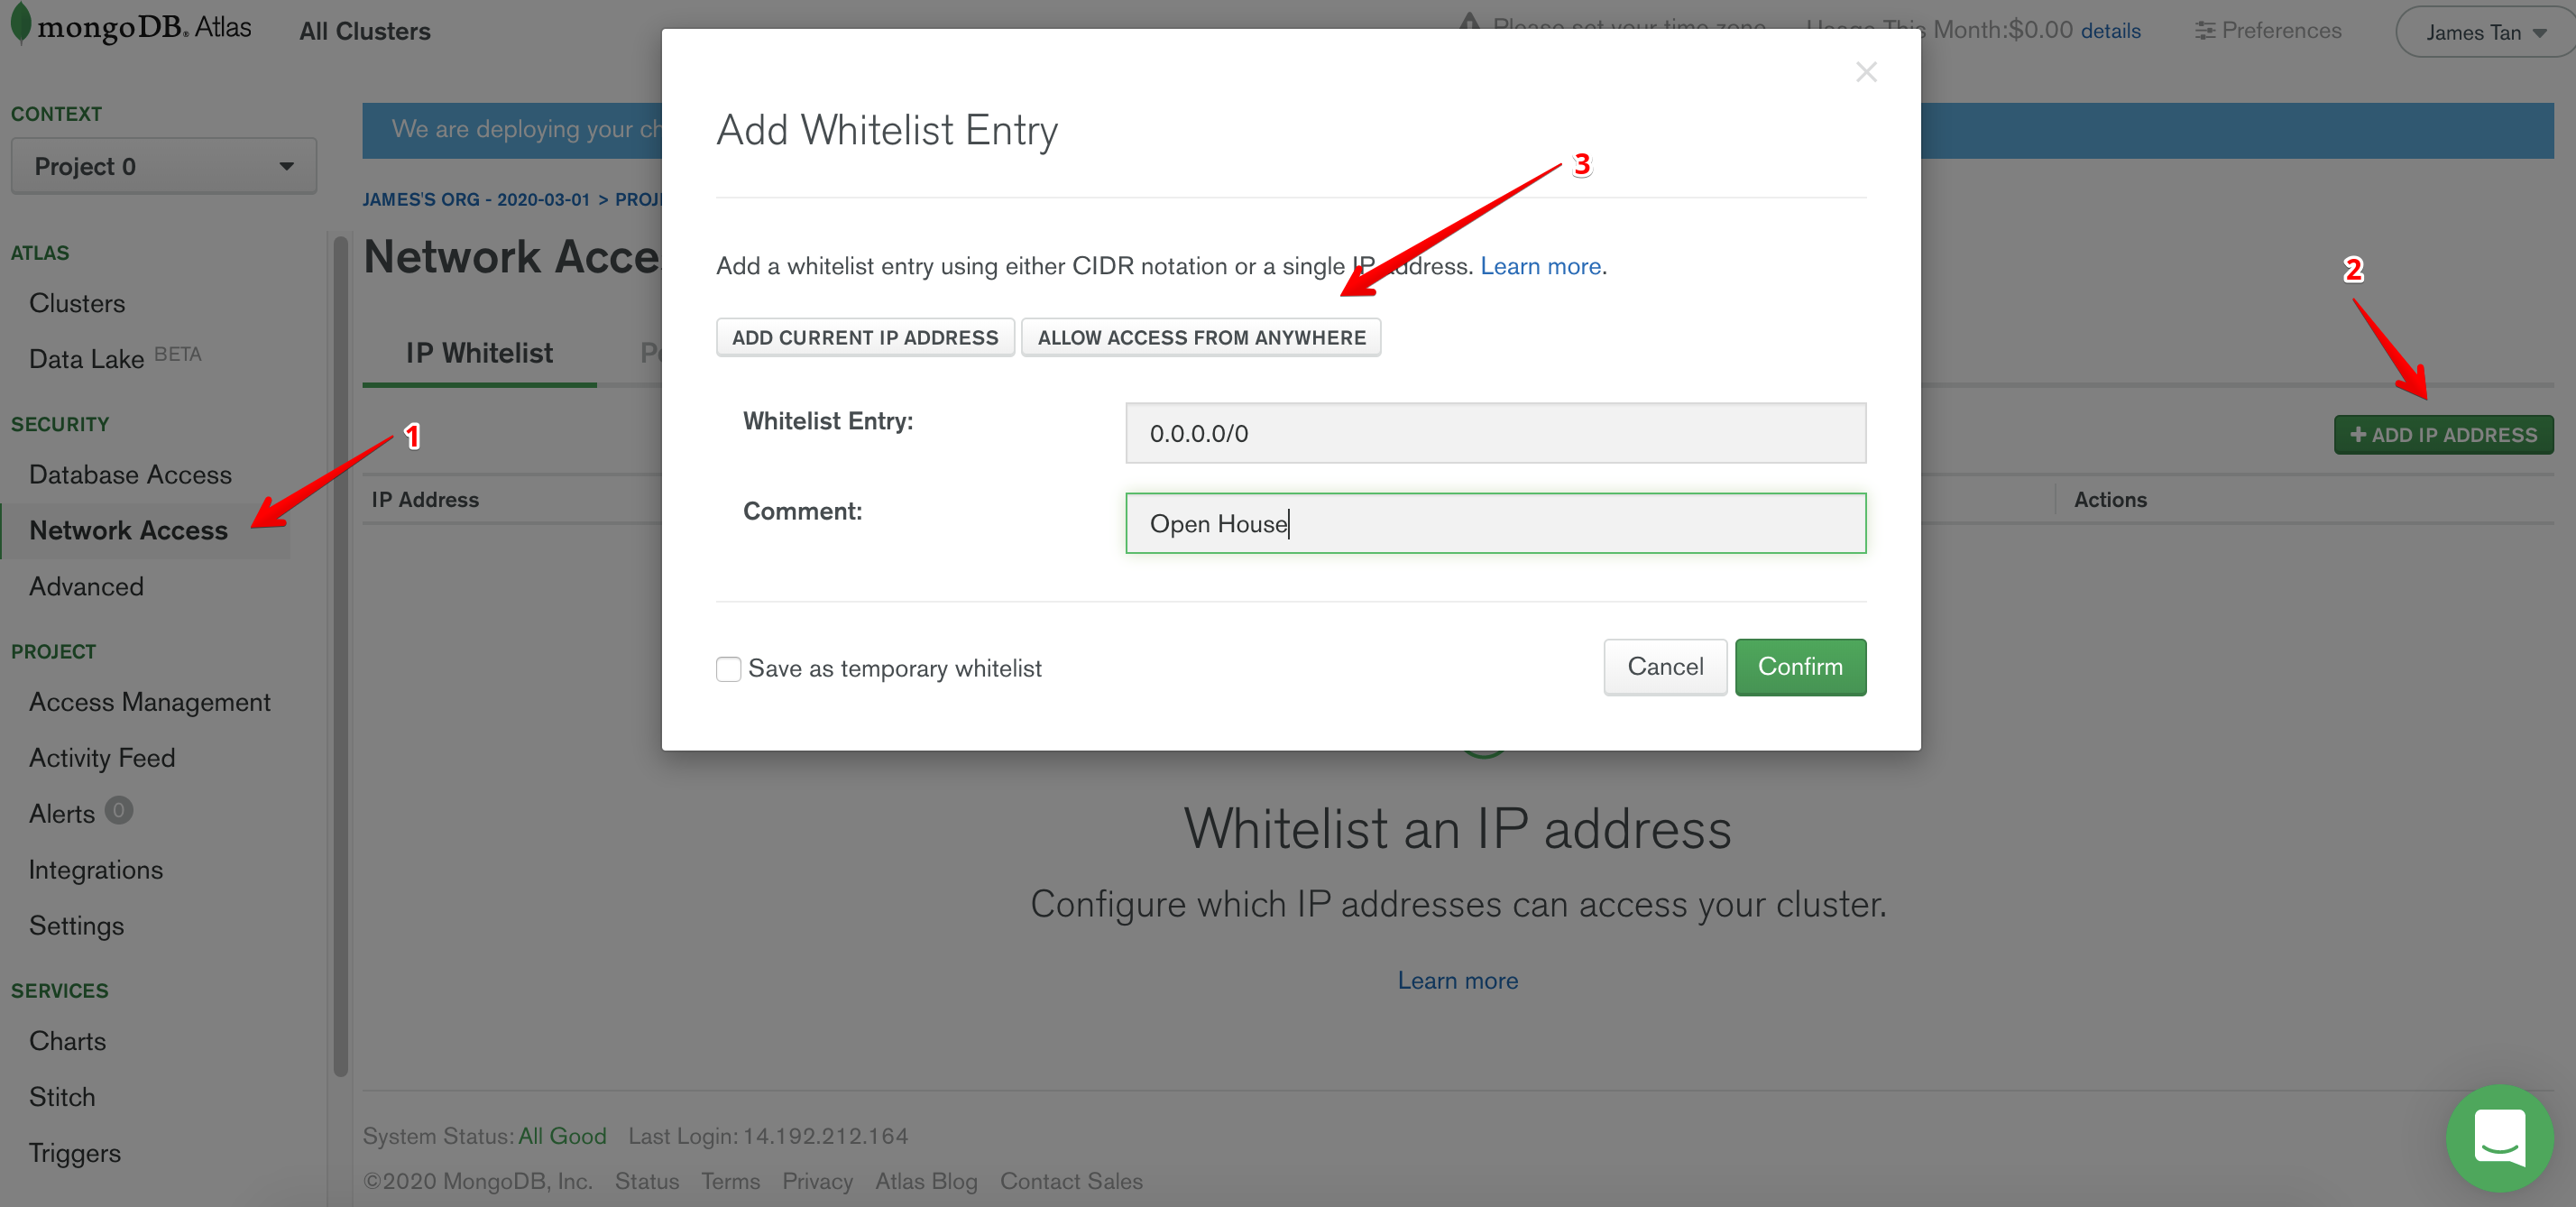 mongoDB. Atlas
All Clusters
Please set your time zone
Usage This Month:$0.00 details
Preferences
James Tan
CONTEXT
Project 0
ATLAS
Clusters
Data Lake BETA
SECURITY
Database Access
Network Access
Advanced
PROJECT
Access Management
Activity Feed
Alerts 0
Integrations
Settings
SERVICES
Charts
Stitch
Triggers
We are deploying your
JAMES'S ORG - 2020-03-01 >
Network
IP Whitelist
+ ADD IP ADDRESS
IP Address
Actions
1
2
3
Add Whitelist Entry
Add a whitelist entry using either CIDR notation or a single IP address. Learn more.
ADD CURRENT IP ADDRESS
ALLOW ACCESS FROM ANYWHERE
Whitelist Entry:
0.0.0.0/0
Comment:
Open House
Save as temporary whitelist
Cancel
Confirm
Whitelist an IP address
Configure which IP addresses can access your cluster.
Learn more
System Status: All Good Last Login: 14.192.212.164
©2020 MongoDB, Inc. Status Terms Privacy Atlas Blog Contact Sales